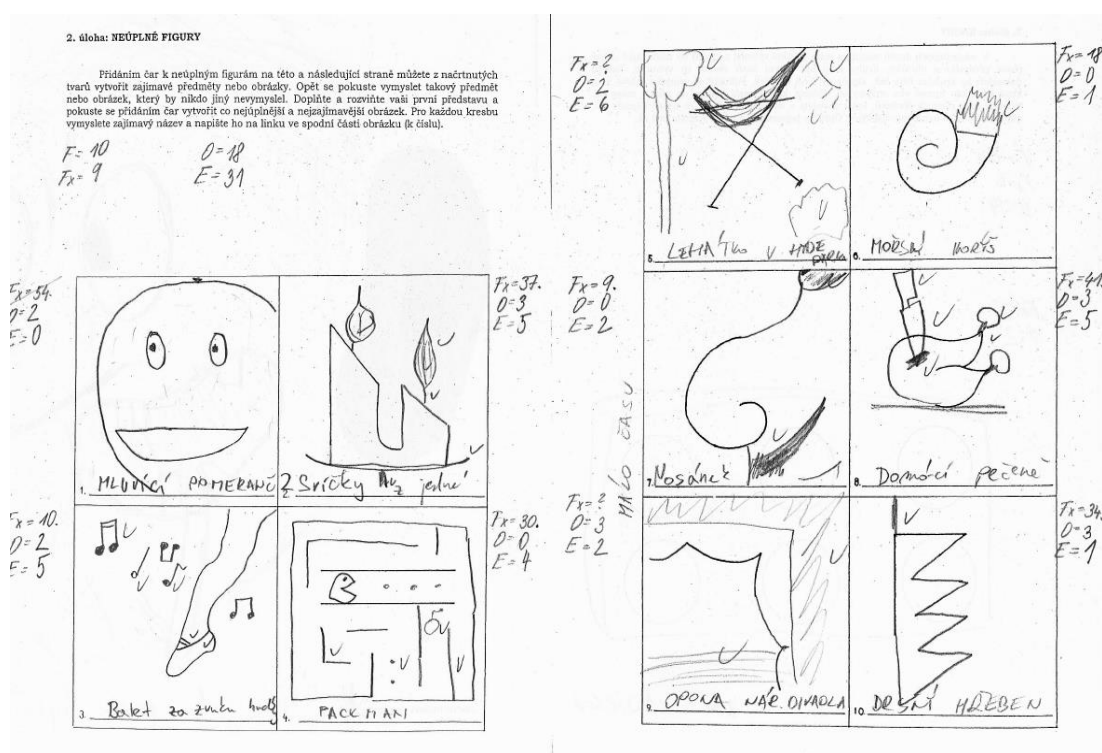 2. úloha: NEÚPLNÉ FIGURY
Přidáním čar k neúplným figurám na této a následující straně můžete z načrtnutých
tvarů vytvořit zajímavé předměty nebo obrázky. Opět se pokuste vymyslet takový předmět
nebo obrázek, který by nikdo jiný nevymyslel. Doplňte a rozviňte vaši první představu a
pokuste se přidáním čar vytvořit co nejúplnější a nejzajímavější obrázek. Pro každou kresbu
vymyslete zajímavý název a napište ho na linku ve spodní části obrázku (k číslu).
F = 10 O = 18
Fx = 9 E = 31
Fx = 54.
O = 2
E = 0
1. MLUVÍCÍ POMERANČ
Fx = 37.
O = 3
E = 5
2. Svíčky jedné
Fx = 10.
O = 2
E = 5
3. Balet za zvuku hudby
Fx = 30.
O = 0
E = 4
4. PACKMAN
Fx = ?
O = 2
E = 6
5. LEHÁTKO V HYDE
PARKU
Fx = 18
O = 0
E = 1
6. MOŘSKÝ KORÝŠ
Fx = 9.
O = 0
E = 2
7. Nosánek
MÁLO ČASU
Fx = 41.
O = 3
E = 5
8. Domácí pečeně
Fx = ?
O = 3
E = 2
9. OPONA NÁR. DIVADLA
Fx = 34.
O = 3
E = 1
10. DRSNÝ HŘEBEN